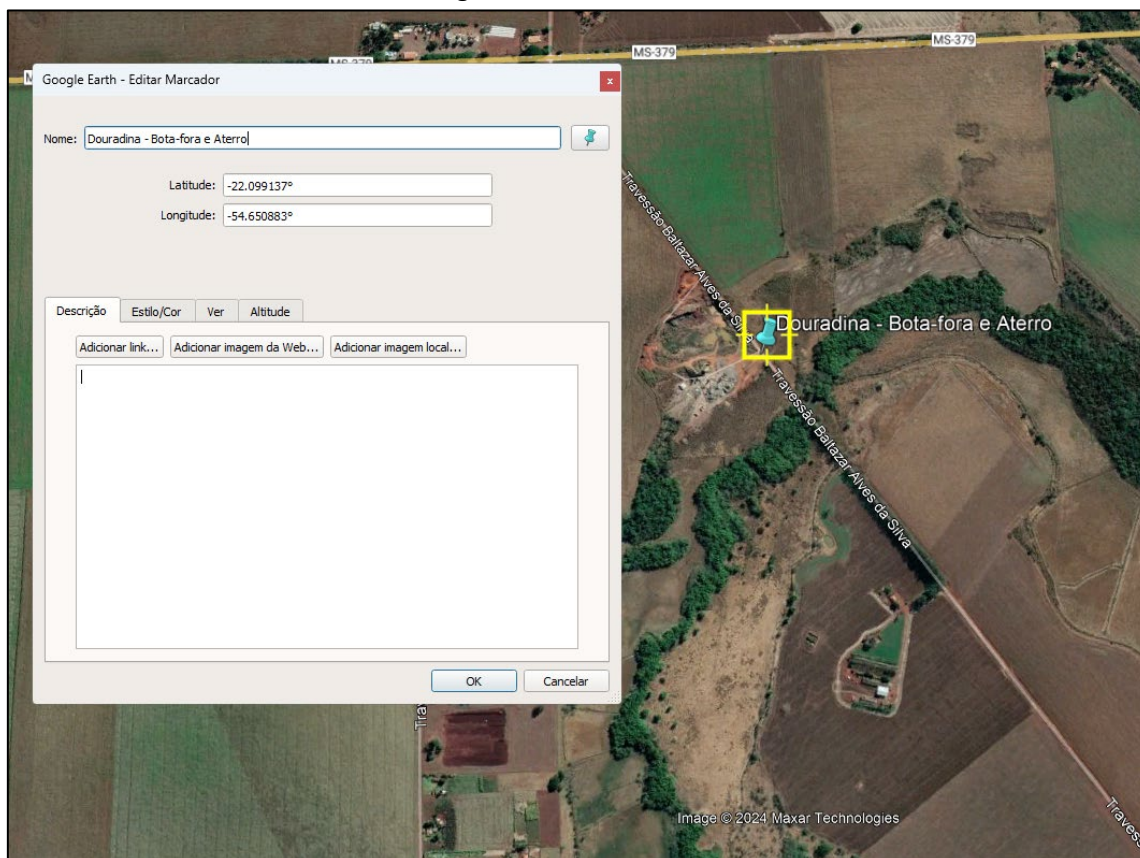 MS-379
MS-379
Google Earth - Editar Marcador
x
Nome: Douradina - Bota-fora e Aterro
Latitude: -22.099137°
Longitude: -54.650883°
Descrição Estilo/Cor Ver Altitude
Adicionar link... Adicionar imagem da Web... Adicionar imagem local...
OK Cancelar
Travessão Baltazar Alves da Silva
Douradina - Bota-fora e Aterro
Travessão Baltazar Alves da Silva
Image © 2024 Maxar Technologies